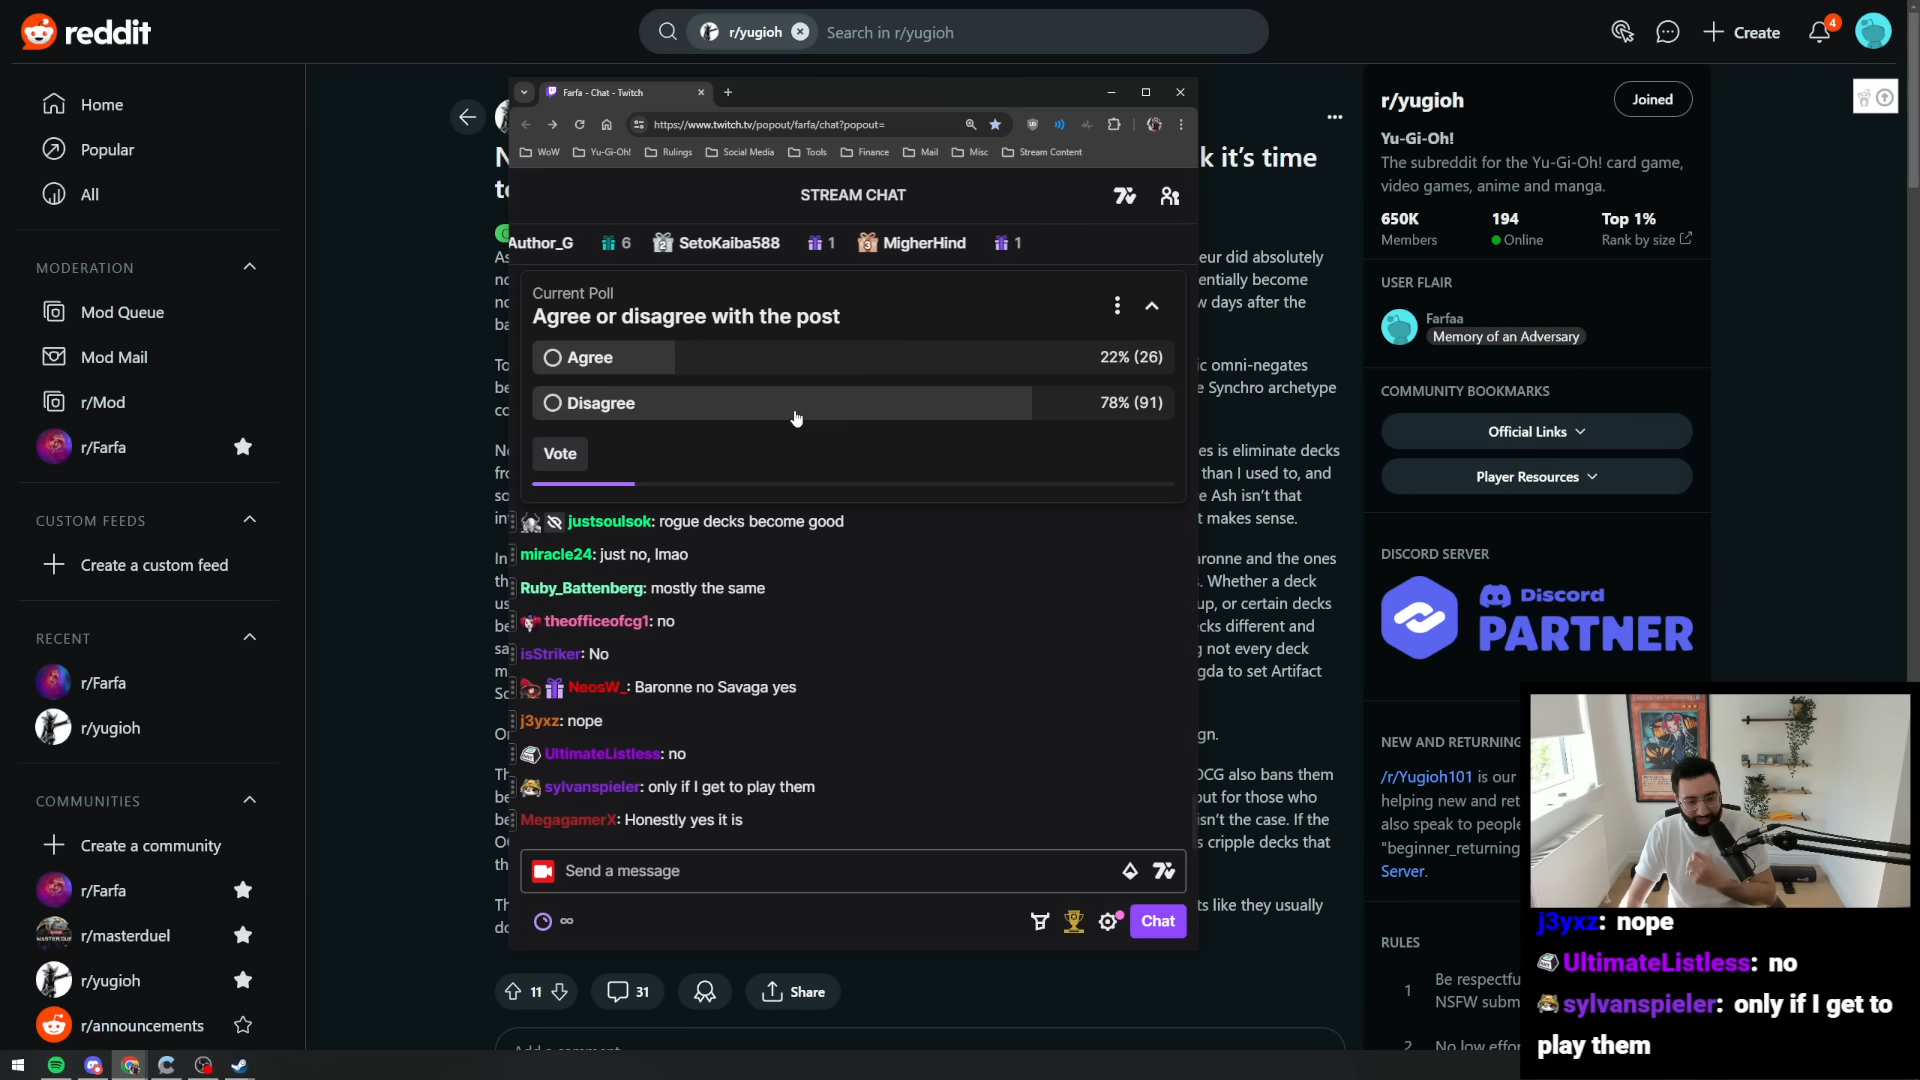 reddit
r/yugioh
Search in r/yugioh
Create
4
Home
Popular
All
MODERATION
Mod Queue
Mod Mail
r/Mod
r/Farfa
CUSTOM FEEDS
Create a custom feed
RECENT
r/Farfa
r/yugioh
COMMUNITIES
Create a community
r/Farfa
r/masterduel
r/yugioh
r/announcements
Farfa - Chat - Twitch
https://www.twitch.tv/popout/farfa/chat?popout=
WoW
Yu-Gi-Oh!
Rulings
Social Media
Tools
Finance
Mail
Misc
Stream Content
STREAM CHAT
Author_G
6
2
SetoKaiba588
1
3
MigherHind
1
Current Poll
Agree or disagree with the post
Agree
22% (26)
Disagree
78% (91)
Vote
justsoulsok: rogue decks become good
miracle24: just no, lmao
Ruby_Battenberg: mostly the same
theofficeofcg1: no
isStriker: No
NeosW_: Baronne no Savaga yes
j3yxz: nope
UltimateListless: no
sylvanspieler: only if I get to play them
MegagamerX: Honestly yes it is
Send a message
Chat
k it's time
eur did absolutely
entially become
w days after the
ic omni-negates
e Synchro archetype
es is eliminate decks
than I used to, and
e Ash isn't that
t makes sense.
ronne and the ones
. Whether a deck
up, or certain decks
cks different and
g not every deck
gda to set Artifact
gn.
OCG also bans them
out for those who
isn't the case. If the
s cripple decks that
ts like they usually
11
31
Share
r/yugioh
Joined
Yu-Gi-Oh!
The subreddit for the Yu-Gi-Oh! card game,
video games, anime and manga.
650K
Members
194
Online
Top 1%
Rank by size
USER FLAIR
Farfaa
Memory of an Adversary
COMMUNITY BOOKMARKS
Official Links
Player Resources
DISCORD SERVER
Discord
PARTNER
NEW AND RETURNING
/r/Yugioh101 is our
helping new and ret
also speak to people
"beginner_returning
Server.
RULES
1
Be respectfu
NSFW subm
2
No low effor
j3yxz: nope
UltimateListless: no
sylvanspieler: only if I get to
play them